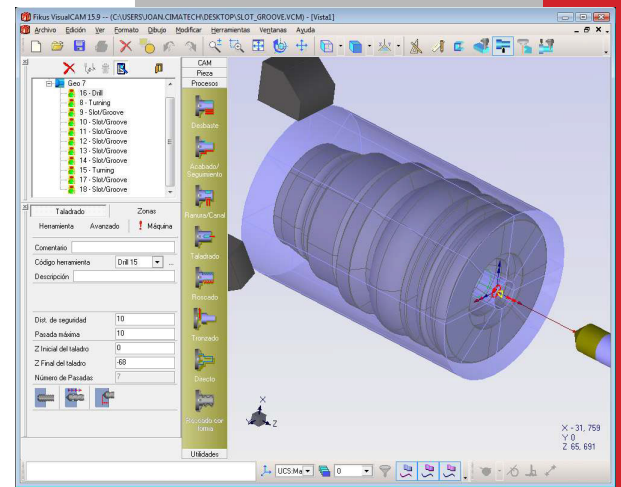 Fikus VisualCAM 15.9 -- (C:\USERS\JOAN.CIMATECH\DESKTOP\SLOT_GROOVE.VCM) - [Vista1]
Archivo Edición Ver Formato Dibujo Modificar Herramientas Ventanas Ayuda
Geo 7
16 - Drill
8 - Turning
9 - Slot/Groove
10 - Slot/Groove
11 - Slot/Groove
12 - Slot/Groove
13 - Slot/Groove
14 - Slot/Groove
15 - Turning
17 - Slot/Groove
18 - Slot/Groove
Taladrado Zonas
Herramienta Avanzado Máquina
Comentario
Código herramienta Drill 15 ...
Descripción
Dist. de seguridad 10
Pasada máxima 10
Z Inicial del taladro 0
Z Final del taladro -68
Número de Pasadas 7
CAM
Pieza
Procesos
Desbaste
Acabado/
Seguimiento
Ranura/Canal
Taladrado
Roscado
Tronzado
Directo
Roscado con
forma
Utilidades
X
Z
X -31, 759
Y 0
Z 65, 691
UCS:Ma 0